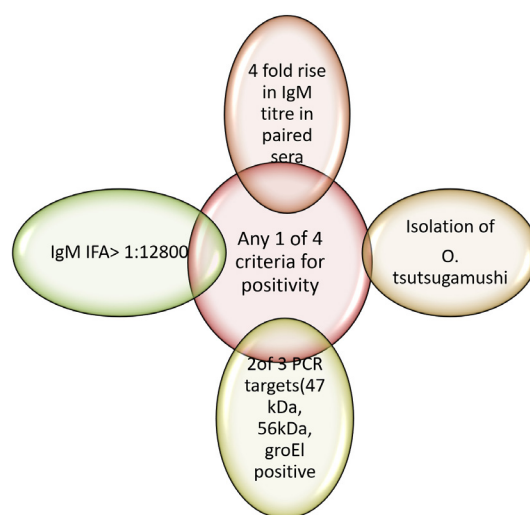 4 fold rise
in IgM
titre in
paired
sera
IgM IFA> 1:12800
Any 1 of 4
criteria for
positivity
Isolation of
O.
tsutsugamushi
2of 3 PCR
targets(47
kDa,
56kDa,
groEl
positive